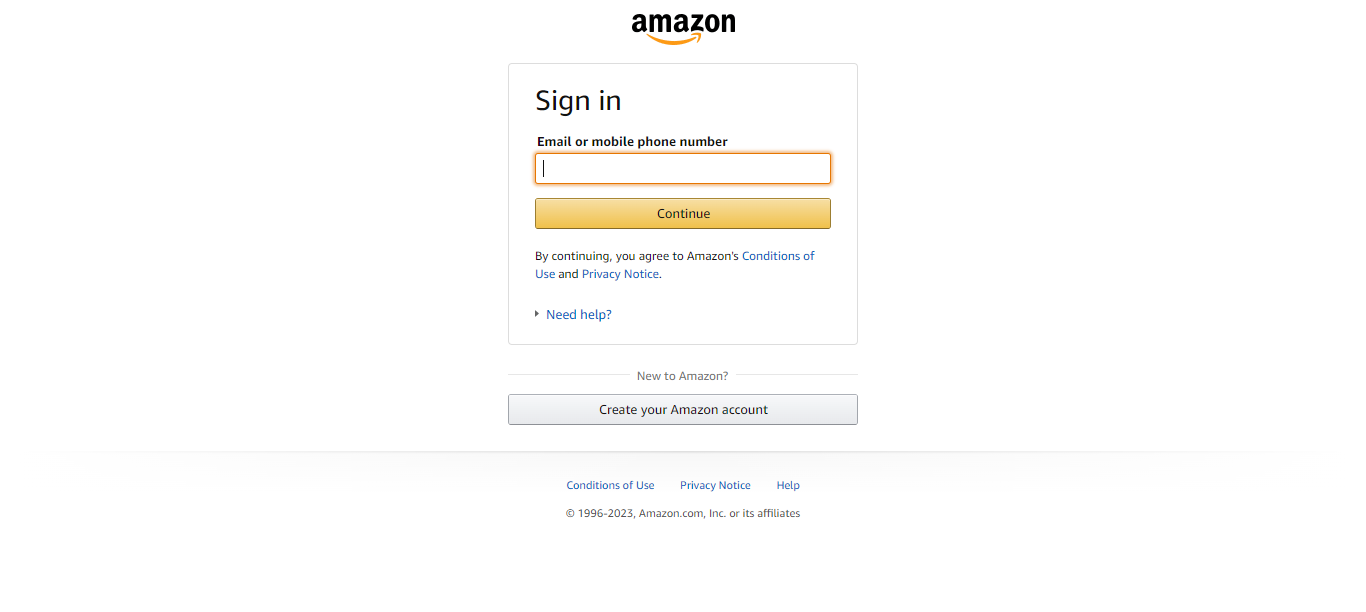 amazon
Sign in
Email or mobile phone number
Continue
By continuing, you agree to Amazon's Conditions of
Use and Privacy Notice.
Need help?
New to Amazon?
Create your Amazon account
Conditions of Use Privacy Notice Help
© 1996-2023, Amazon.com, Inc. or its affiliates